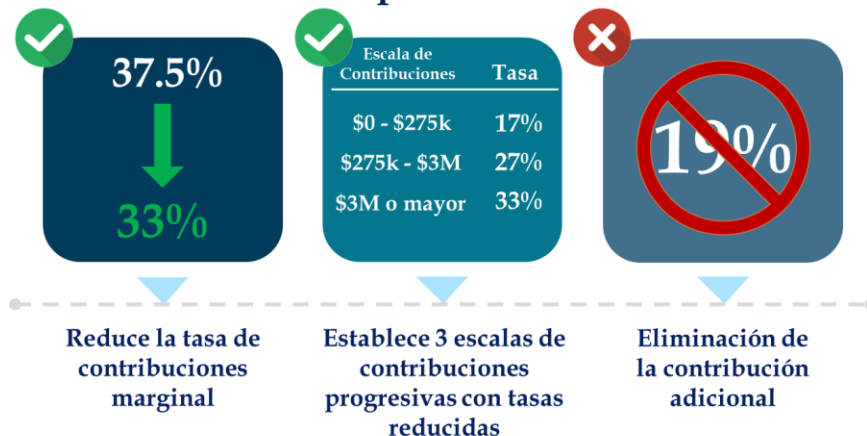 37.5%
33%
Escala de
Contribuciones Tasa
$0 - $275k 17%
$275k - $3M 27%
$3M o mayor 33%
19%
Reduce la tasa de
contribuciones
marginal
Establece 3 escalas de
contribuciones
progresivas con tasas
reducidas
Eliminación de
la contribución
adicional